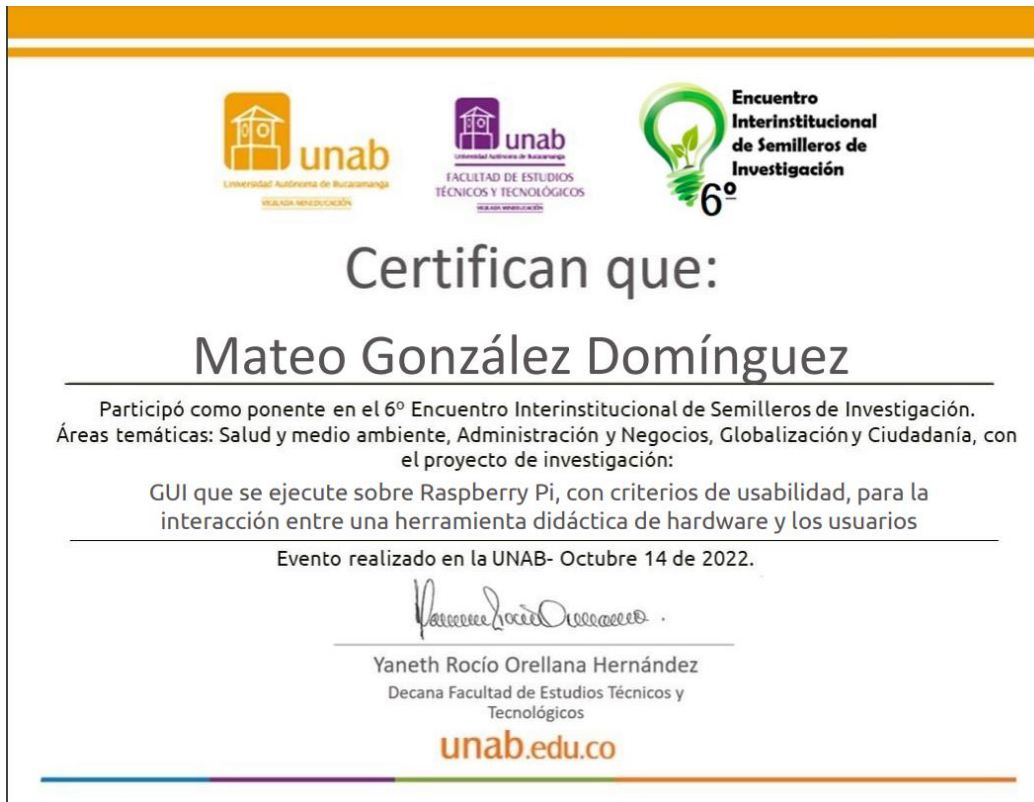 unab
Universidad Autónoma de Bucaramanga
VIGILADA MINEDUCACIÓN
unab
Universidad Autónoma de Bucaramanga
FACULTAD DE ESTUDIOS
TÉCNICOS Y TECNOLÓGICOS
VIGILADA MINEDUCACIÓN
Encuentro
Interinstitucional
de Semilleros de
Investigación
6º
Certifican que:
Mateo González Domínguez
Participó como ponente en el 6º Encuentro Interinstitucional de Semilleros de Investigación.
Áreas temáticas: Salud y medio ambiente, Administración y Negocios, Globalización y Ciudadanía, con
el proyecto de investigación:
GUI que se ejecute sobre Raspberry Pi, con criterios de usabilidad, para la
interacción entre una herramienta didáctica de hardware y los usuarios
Evento realizado en la UNAB- Octubre 14 de 2022.
Yaneth Rocío Orellana Hernández
Decana Facultad de Estudios Técnicos y
Tecnológicos
unab.edu.co